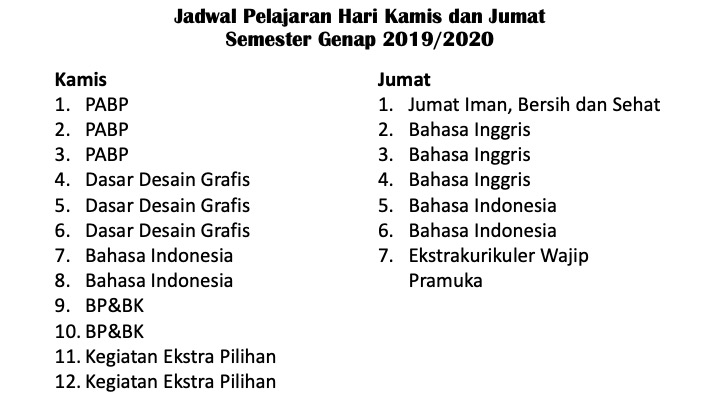 Jadwal Pelajaran Hari Kamis dan Jumat
Semester Genap 2019/2020
Kamis
1. PABP
2. PABP
3. PABP
4. Dasar Desain Grafis
5. Dasar Desain Grafis
6. Dasar Desain Grafis
7. Bahasa Indonesia
8. Bahasa Indonesia
9. BP&BK
10. BP&BK
11. Kegiatan Ekstra Pilihan
12. Kegiatan Ekstra Pilihan
Jumat
1. Jumat Iman, Bersih dan Sehat
2. Bahasa Inggris
3. Bahasa Inggris
4. Bahasa Inggris
5. Bahasa Indonesia
6. Bahasa Indonesia
7. Ekstrakurikuler Wajip
Pramuka